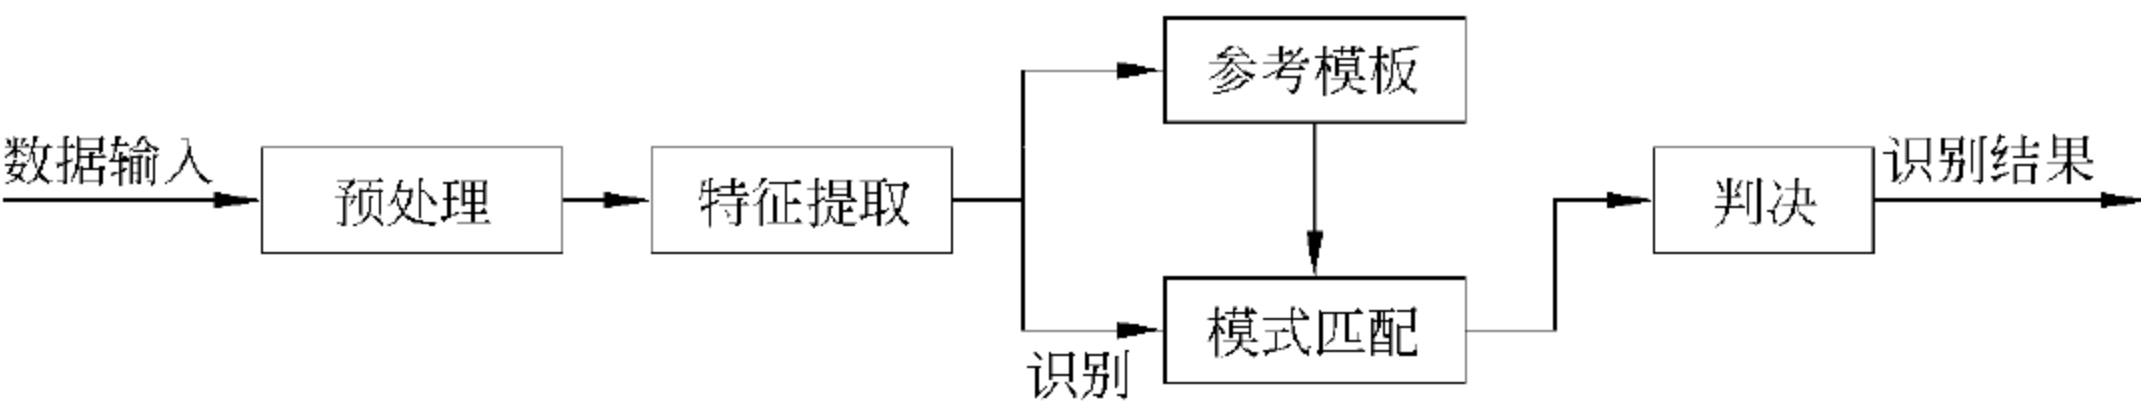 数据输入
预处理
特征提取
参考模板
识别
模式匹配
判决
识别结果